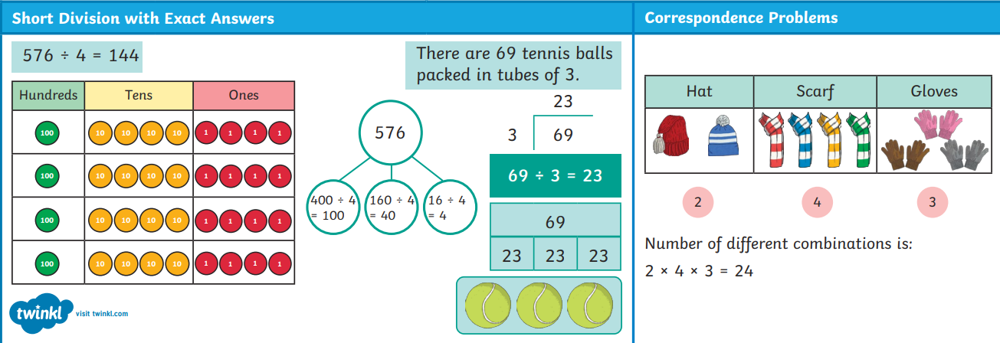 Short Division with Exact Answers
576 ÷ 4 = 144
Hundreds Tens Ones
100 10 10 10 10 1 1 1 1
100 10 10 10 10 1 1 1 1
100 10 10 10 10 1 1 1 1
100 10 10 10 10 1 1 1 1
twinkl visit twinkl.com
576
400 ÷ 4 160 ÷ 4 16 ÷ 4
= 100 = 40 = 4
There are 69 tennis balls
packed in tubes of 3.
23
3 69
69 ÷ 3 = 23
69
23 23 23
Correspondence Problems
Hat Scarf Gloves
2 4 3
Number of different combinations is:
2 × 4 × 3 = 24